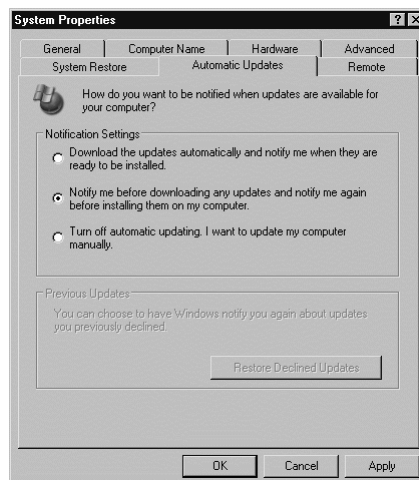 System Properties
General Computer Name Hardware Advanced
System Restore Automatic Updates Remote
How do you want to be notified when updates are available for
your computer?
Notification Settings
Download the updates automatically and notify me when they are
ready to be installed.
Notify me before downloading any updates and notify me again
before installing them on my computer.
Turn off automatic updating. I want to update my computer
manually.
Previous Updates
You can choose to have Windows notify you again about updates
you previously declined.
Restore Declined Updates
OK Cancel Apply